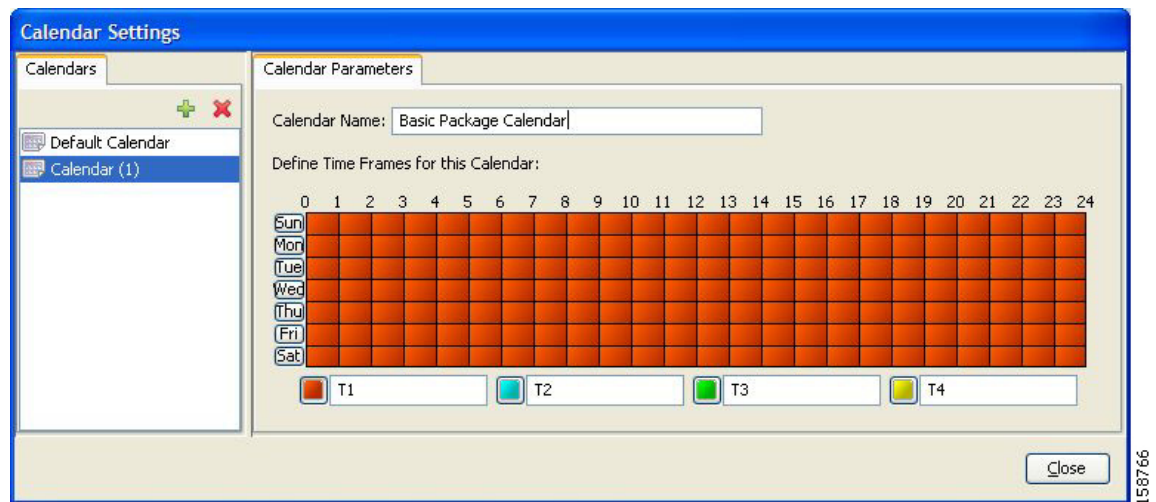 Calendar Settings
Calendars
Calendar Parameters
Default Calendar
Calendar (1)
Calendar Name: Basic Package Calendar
Define Time Frames for this Calendar:
0 1 2 3 4 5 6 7 8 9 10 11 12 13 14 15 16 17 18 19 20 21 22 23 24
Sun
Mon
Tue
Wed
Thu
Fri
Sat
T1 T2 T3 T4
Close
158766